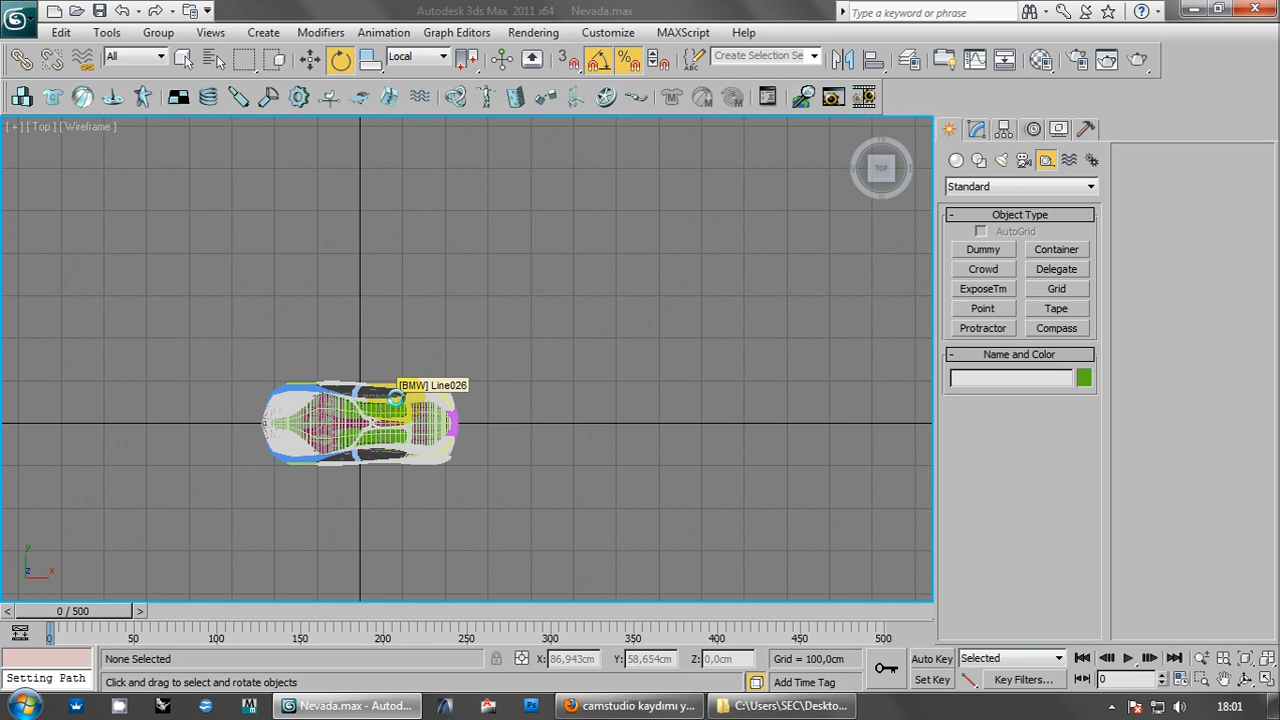 Autodesk 3ds Max 2011 x64 Nevada.max
Type a keyword or phrase
Edit Tools Group Views Create Modifiers Animation Graph Editors Rendering Customize MAXScript Help
All Local 3 Create Selection Se
[ + ] [ Top ] [ Wireframe ]
TOP
Standard
- Object Type
AutoGrid
Dummy Container
Crowd Delegate
ExposeTm Grid
Point Tape
Protractor Compass
- Name and Color
[BMW] Line026
y
z x
< 0 / 500 >
0 50 100 150 200 250 300 350 400 450 500
None Selected X: 86,943cm Y: 58,654cm Z: 0,0cm Grid = 100,0cm Auto Key Selected
Setting Path Click and drag to select and rotate objects Add Time Tag Set Key Key Filters... 0
Nevada.max - Autod... camstudio kaydımı y... C:\Users\SEC\Deskto... 18:01